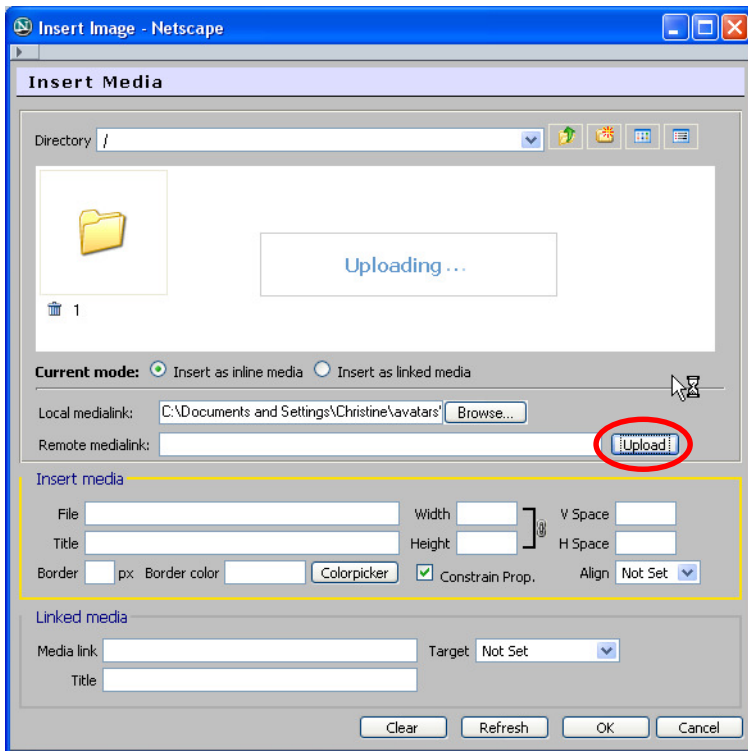 Insert Image - Netscape
Insert Media
Directory /
Uploading ...
1
Current mode: Insert as inline media Insert as linked media
Local medialink: C:\Documents and Settings\Christine\avatars' Browse...
Remote medialink: Upload
Insert media
File Width V Space
Title Height H Space
Border px Border color Colorpicker Constrain Prop. Align Not Set
Linked media
Media link Target Not Set
Title
Clear Refresh OK Cancel